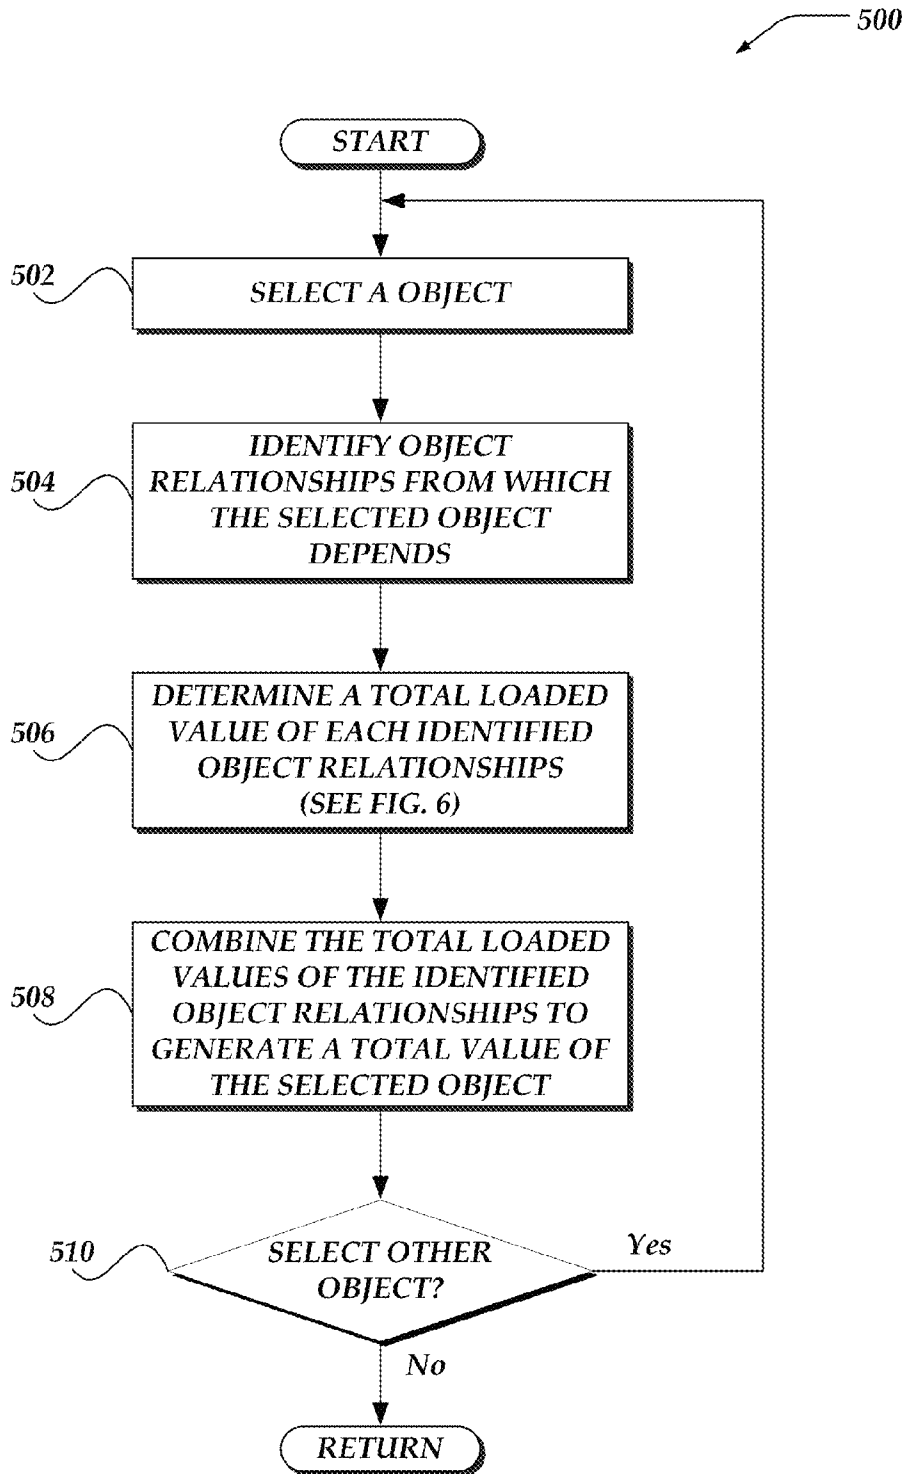 500
START
502
SELECT A OBJECT
IDENTIFY OBJECT
RELATIONSHIPS FROM WHICH
THE SELECTED OBJECT
DEPENDS
504
DETERMINE A TOTAL LOADED
VALUE OF EACH IDENTIFIED
OBJECT RELATIONSHIPS
(SEE FIG. 6)
506
COMBINE THE TOTAL LOADED
VALUES OF THE IDENTIFIED
OBJECT RELATIONSHIPS TO
GENERATE A TOTAL VALUE OF
THE SELECTED OBJECT
508
510
SELECT OTHER
OBJECT?
Yes
No
RETURN